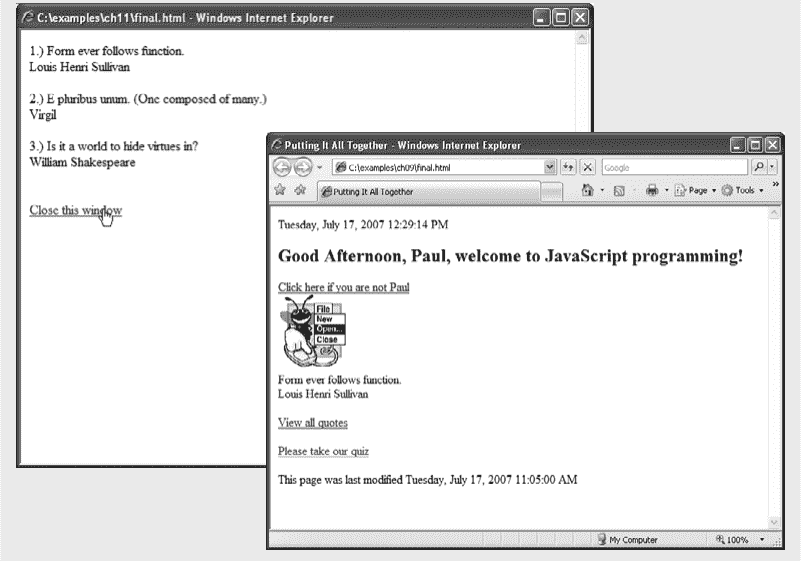 C:\examples\ch11\final.html - Windows Internet Explorer
1.) Form ever follows function.
Louis Henri Sullivan
2.) E pluribus unum. (One composed of many.)
Virgil
3.) Is it a world to hide virtues in?
William Shakespeare
Close this window
Putting It All Together - Windows Internet Explorer
C:\examples\ch09\final.html
Google
Putting It All Together
Page
Tools
Tuesday, July 17, 2007 12:29:14 PM
Good Afternoon, Paul, welcome to JavaScript programming!
Click here if you are not Paul
File
New
Open...
Close
Form ever follows function.
Louis Henri Sullivan
View all quotes
Please take our quiz
This page was last modified Tuesday, July 17, 2007 11:05:00 AM
My Computer
100%